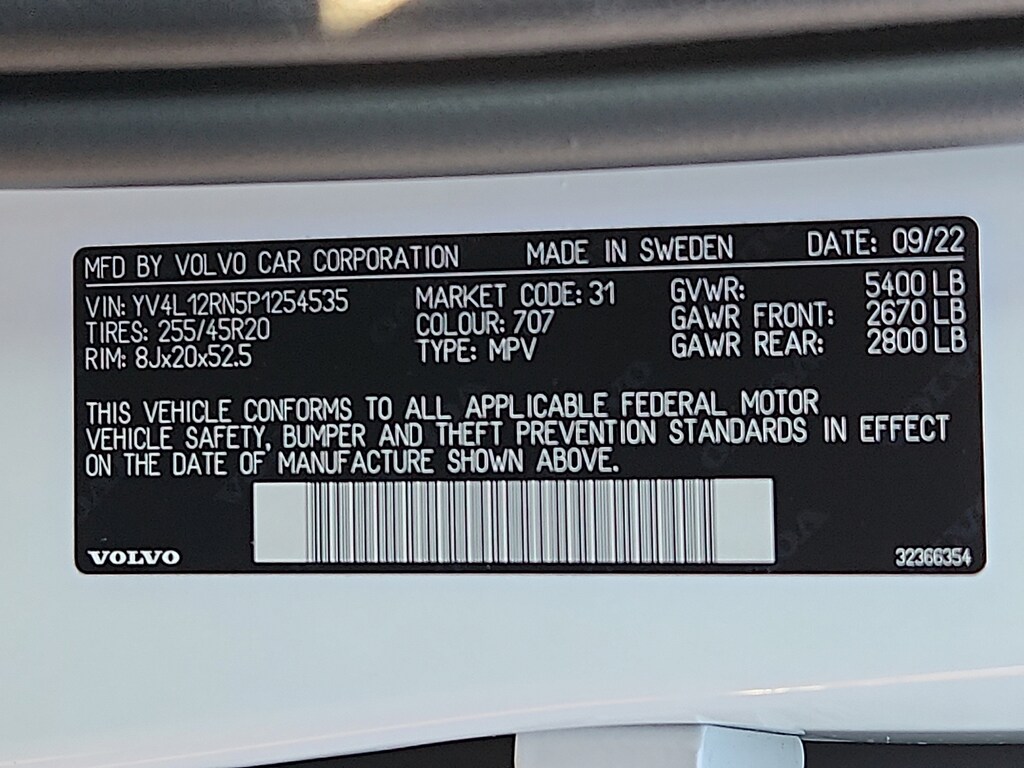 MFD BY VOLVO CAR CORPORATION MADE IN SWEDEN DATE: 09/22
VIN: YV4L12RN5P1254535 MARKET CODE: 31 GVWR: 5400 LB
TIRES: 255/45R20 COLOUR: 707 GAWR FRONT: 2670 LB
RIM: 8Jx20x52.5 TYPE: MPV GAWR REAR: 2800 LB
THIS VEHICLE CONFORMS TO ALL APPLICABLE FEDERAL MOTOR
VEHICLE SAFETY, BUMPER AND THEFT PREVENTION STANDARDS IN EFFECT
ON THE DATE OF MANUFACTURE SHOWN ABOVE.
VOLVO 32366354